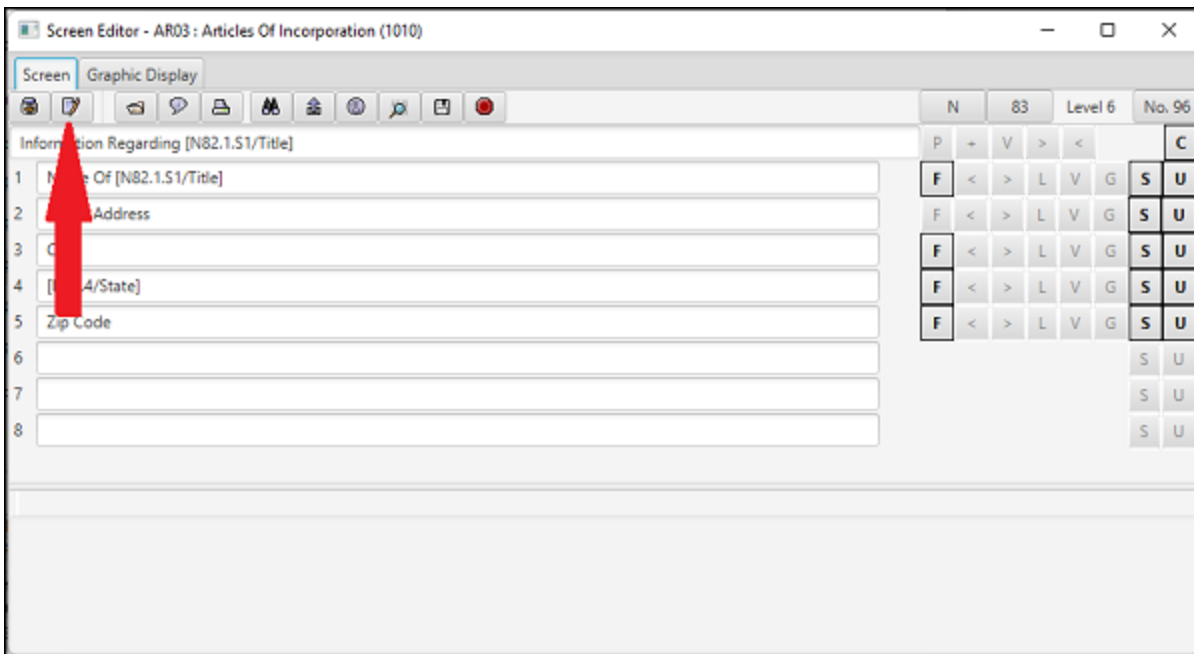 Screen Editor - AR03 : Articles Of Incorporation (1010)
Screen Graphic Display
N 83 Level 6 No. 96
Information Regarding [N82.1.S1/Title] P + V > < C
1 Of [N82.1.S1/Title] F < > L V G S U
2 Address F < > L V G S U
3 F < > L V G S U
4 /State] F < > L V G S U
5 Zip Code F < > L V G S U
6 S U
7 S U
8 S U